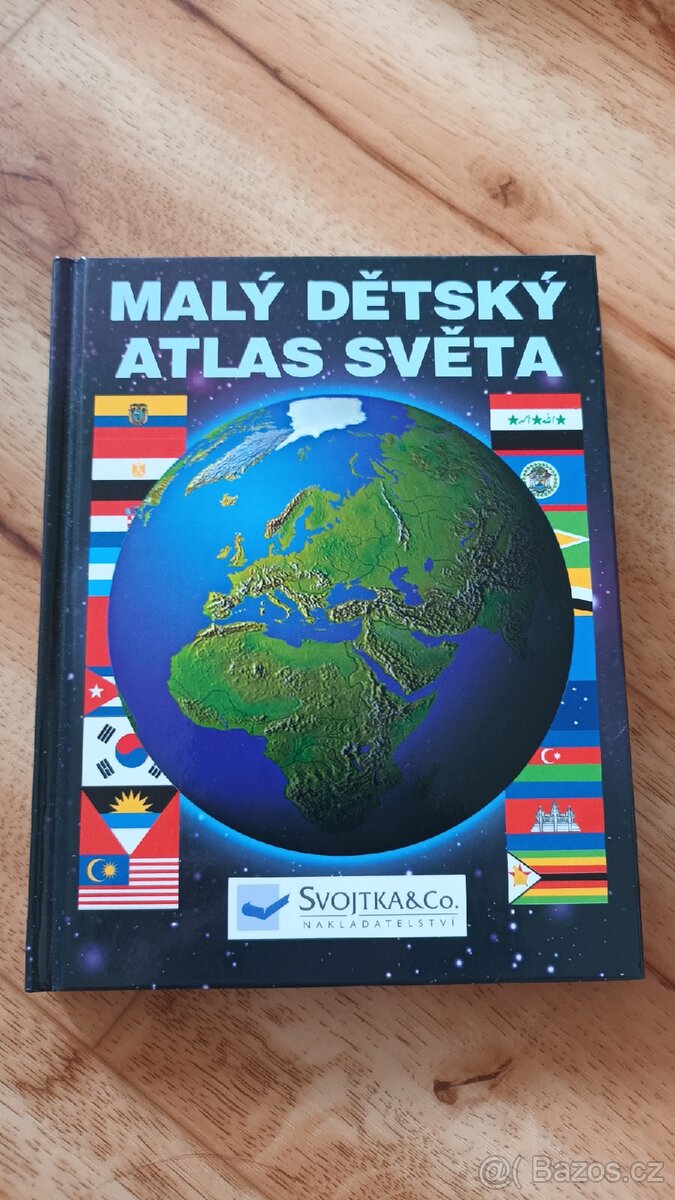 MALÝ DĚTSKÝ
ATLAS SVĚTA
SVOJTKA&CO.
NAKLADATELSTVÍ
@( Bazos.cz